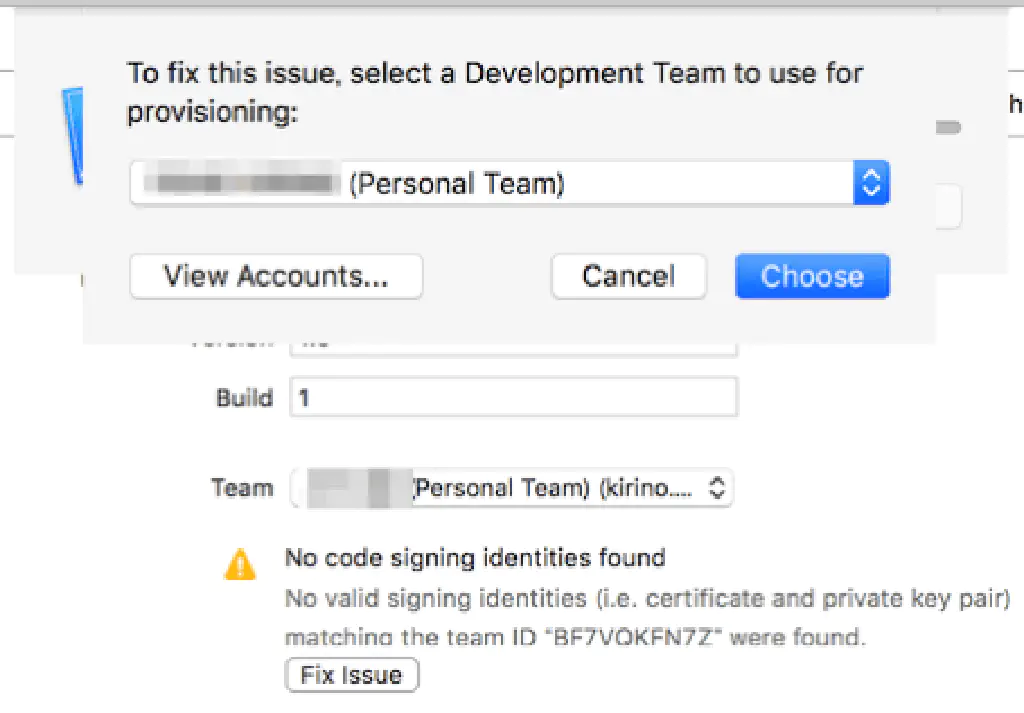 To fix this issue, select a Development Team to use for
provisioning:
(Personal Team)
View Accounts... Cancel Choose
Build 1
Team (Personal Team) (kirino....
No code signing identities found
No valid signing identities (i.e. certificate and private key pair)
matching the team ID "BF7VQKFN7Z" were found.
Fix Issue